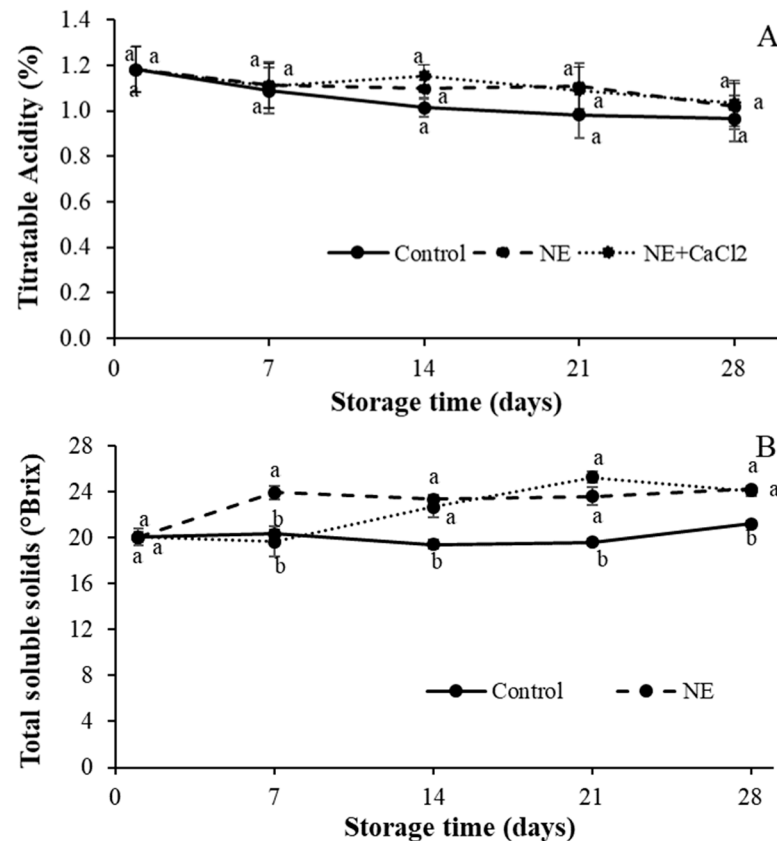 A
1.4
1.2
1.0
0.8
0.6
0.4
0.2
0.0
Titratable Acidity (%)
a a a
a a a
a a a
a a a
a a a
Control NE NE+CaCl2
0 7 14 21 28
Storage time (days)
B
28
24
20
16
12
8
4
0
Total soluble solids (°Brix)
a a a
a b b
a a b
a a b
a a b
Control NE
0 7 14 21 28
Storage time (days)